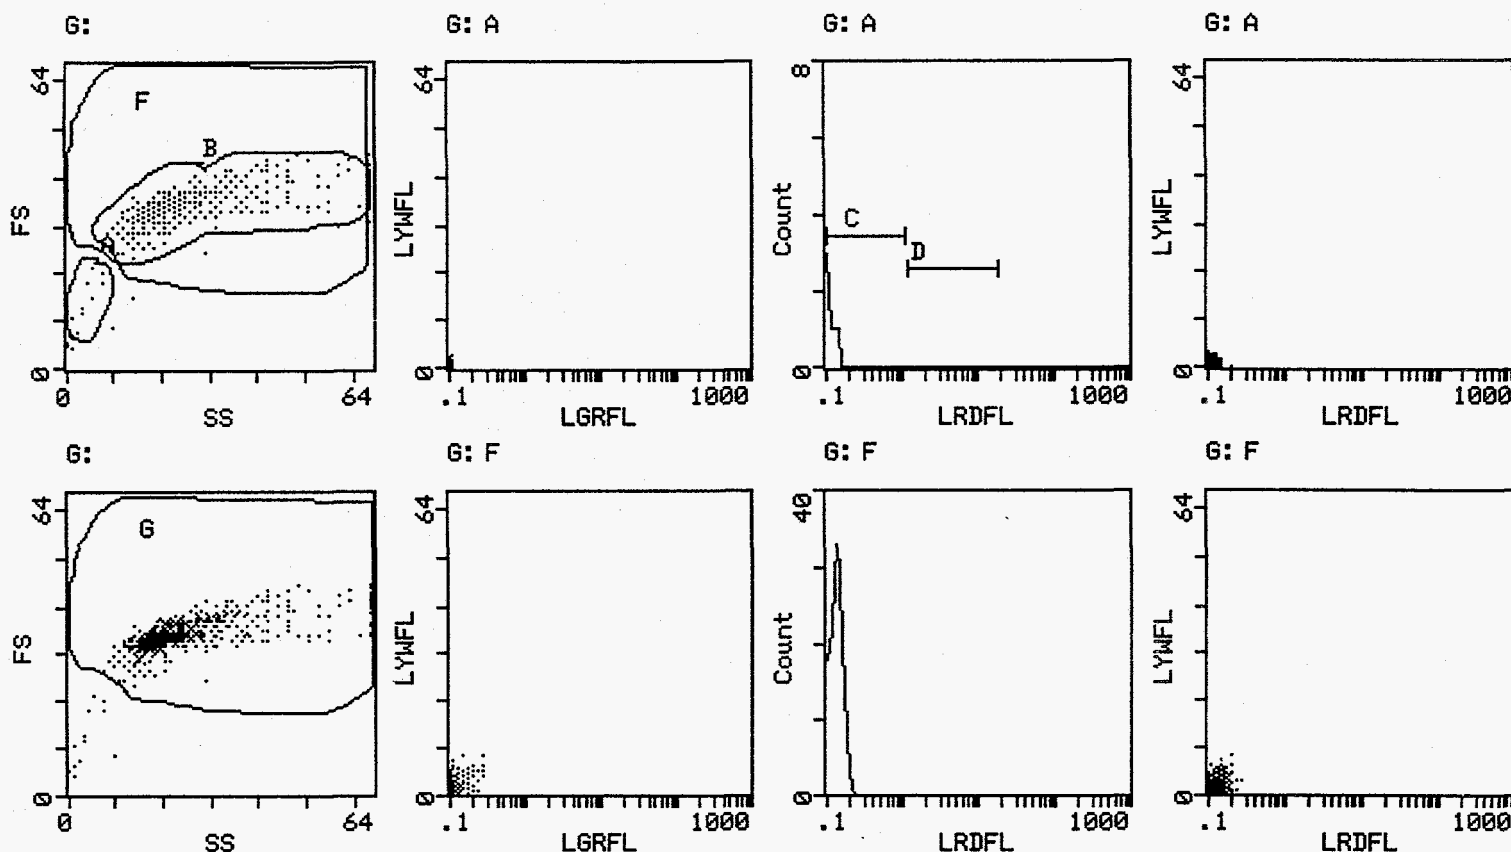 G:
64
F
B
A
FS
0
0
64
SS
G: A
64
LYWFL
0
.1
1000
LGRFL
G: A
8
Count
C
D
0
.1
1000
LRDFL
G: A
64
LYWFL
0
.1
1000
LRDFL
G:
64
G
FS
0
0
64
SS
G: F
64
LYWFL
0
.1
1000
LGRFL
G: F
40
Count
0
.1
1000
LRDFL
G: F
64
LYWFL
0
.1
1000
LRDFL